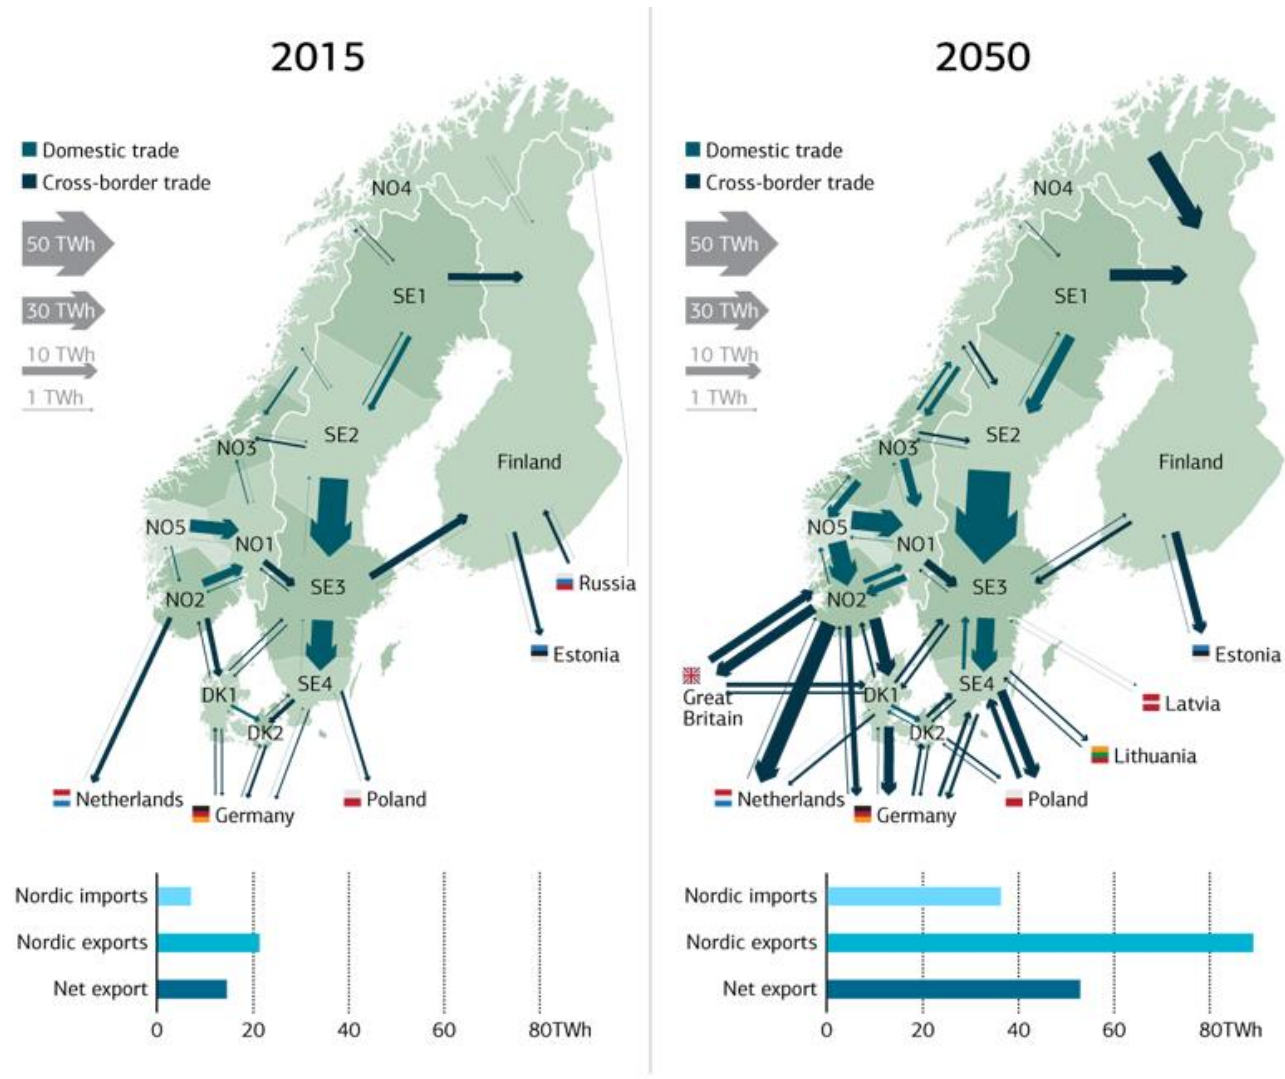 2015
Domestic trade
Cross-border trade
50 TWh
30 TWh
10 TWh
1 TWh
NO4
SE1
SE2
NO3
Finland
NO5
NO1
SE3
NO2
Russia
Estonia
DK1
SE4
DK2
Netherlands
Germany
Poland
Nordic imports
Nordic exports
Net export
0 20 40 60 80TWh
2050
Domestic trade
Cross-border trade
50 TWh
30 TWh
10 TWh
1 TWh
NO4
SE1
SE2
NO3
Finland
NO5
NO1
SE3
NO2
Estonia
Great
Britain
DK1
SE4
Latvia
DK2
Lithuania
Netherlands
Germany
Poland
Nordic imports
Nordic exports
Net export
0 20 40 60 80TWh